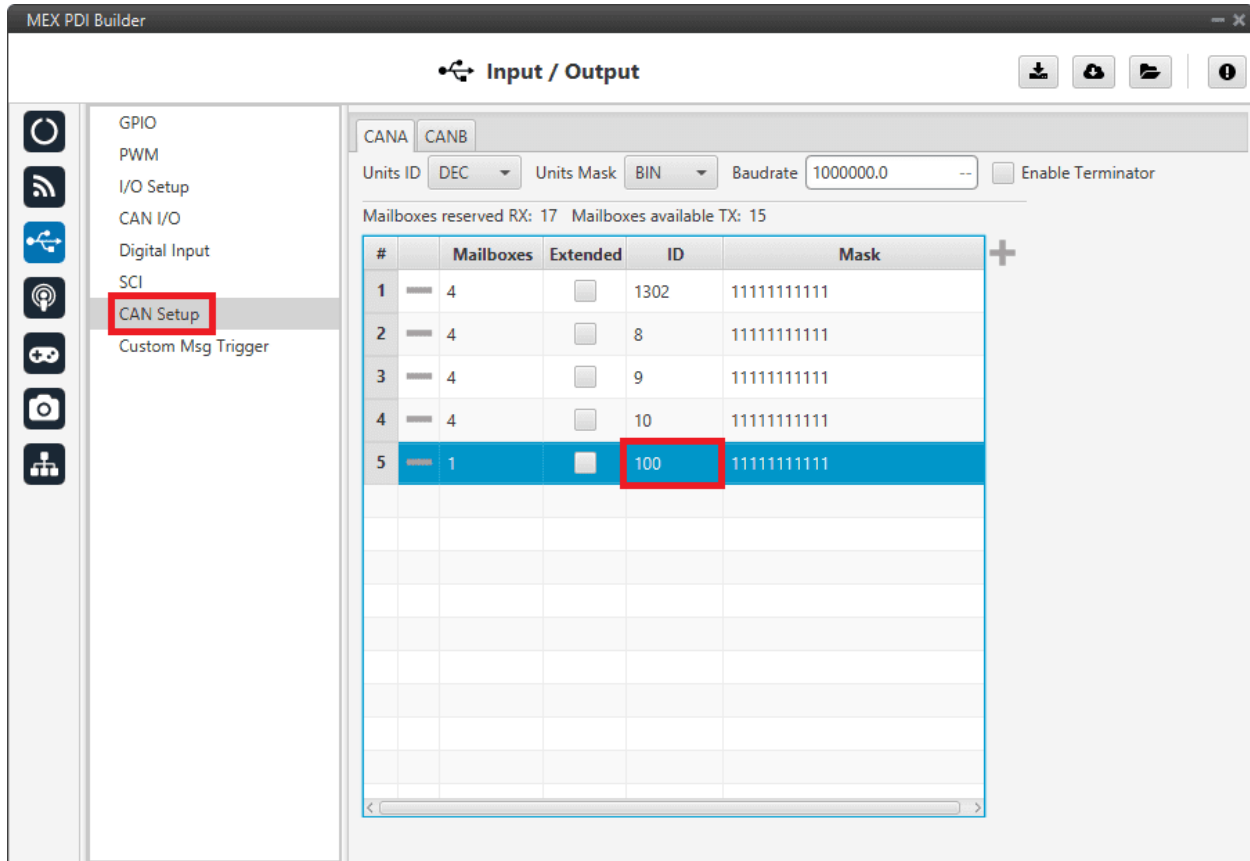 MEX PDI Builder
Input / Output
GPIO
PWM
I/O Setup
CAN I/O
Digital Input
SCI
CAN Setup
Custom Msg Trigger
CANA CANB
Units ID DEC Units Mask BIN Baudrate 1000000.0 -- Enable Terminator
Mailboxes reserved RX: 17 Mailboxes available TX: 15
# Mailboxes Extended ID Mask
1 4 1302 11111111111
2 4 8 11111111111
3 4 9 11111111111
4 4 10 11111111111
5 1 100 11111111111